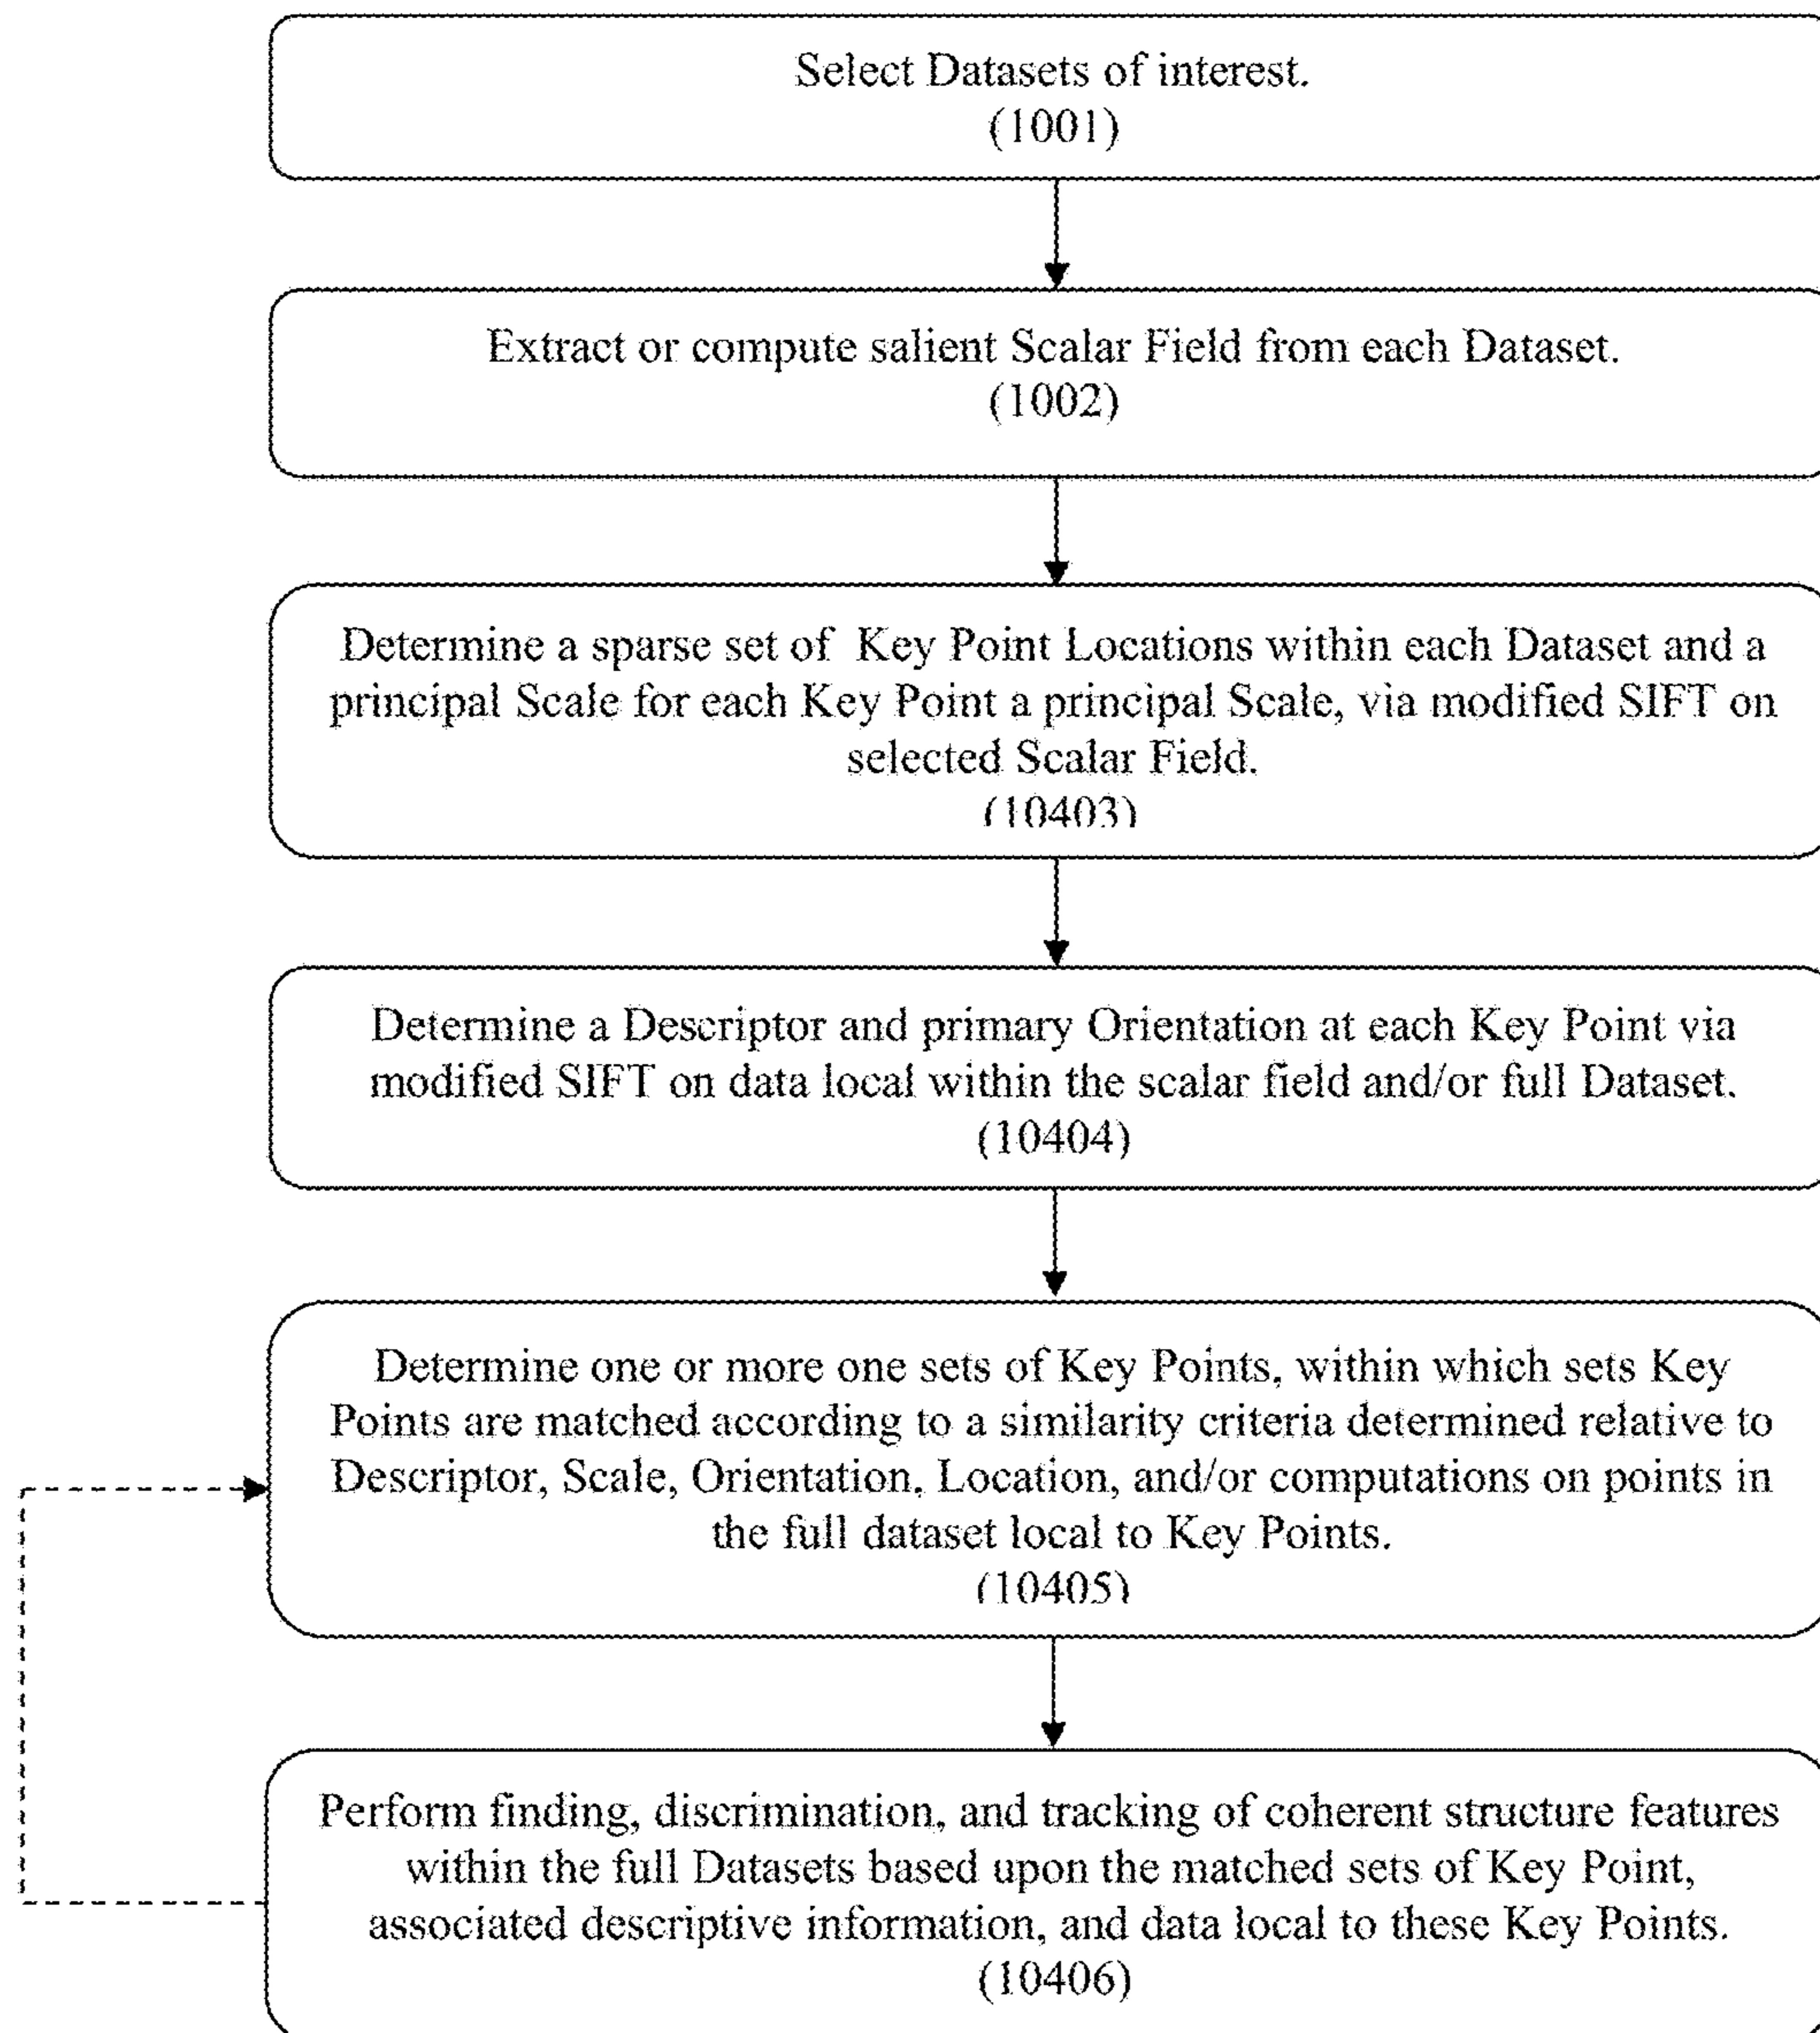 Select Datasets of interest.
(1001)
Extract or compute salient Scalar Field from each Dataset.
(1002)
Determine a sparse set of Key Point Locations within each Dataset and a
principal Scale for each Key Point a principal Scale, via modified SIFT on
selected Scalar Field.
(10403)
Determine a Descriptor and primary Orientation at each Key Point via
modified SIFT on data local within the scalar field and/or full Dataset.
(10404)
Determine one or more one sets of Key Points, within which sets Key
Points are matched according to a similarity criteria determined relative to
Descriptor, Scale, Orientation, Location, and/or computations on points in
the full dataset local to Key Points.
(10405)
Perform finding, discrimination, and tracking of coherent structure features
within the full Datasets based upon the matched sets of Key Point,
associated descriptive information, and data local to these Key Points.
(10406)